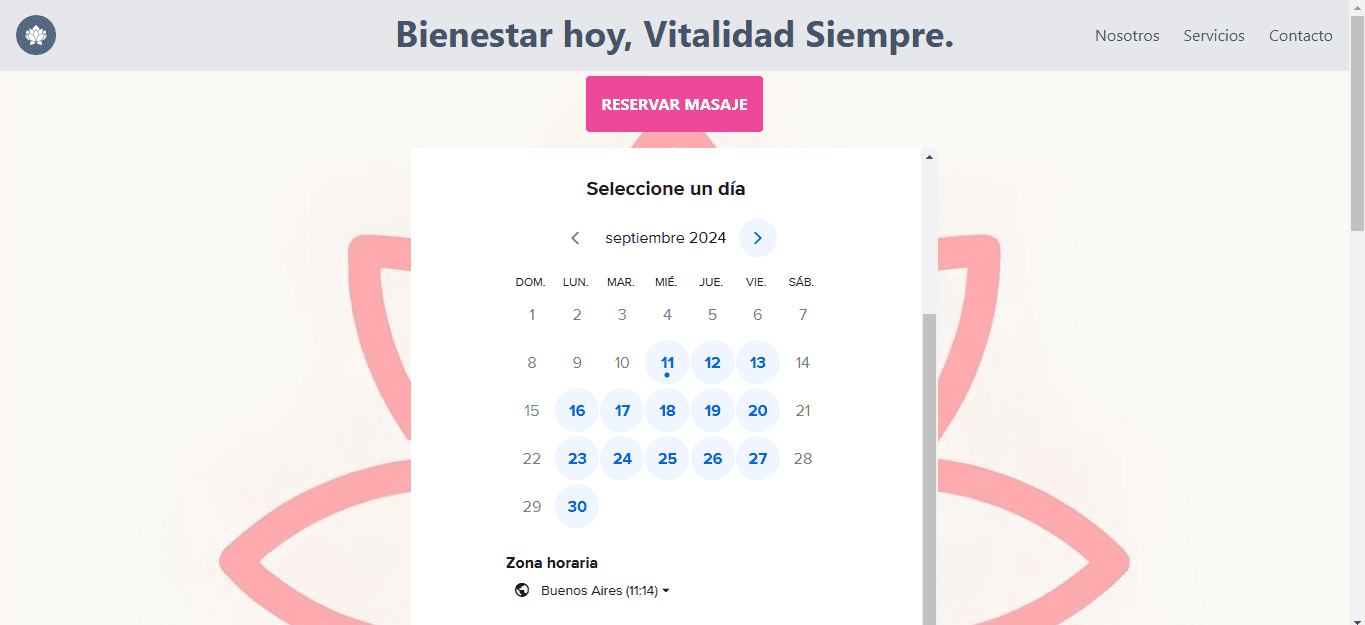 Bienestar hoy, Vitalidad Siempre.
Nosotros Servicios Contacto
RESERVAR MASAJE
Seleccione un día
septiembre 2024
DOM. LUN. MAR. MIÉ. JUE. VIE. SÁB.
1 2 3 4 5 6 7
8 9 10 11 12 13 14
15 16 17 18 19 20 21
22 23 24 25 26 27 28
29 30
Zona horaria
Buenos Aires (11:14)